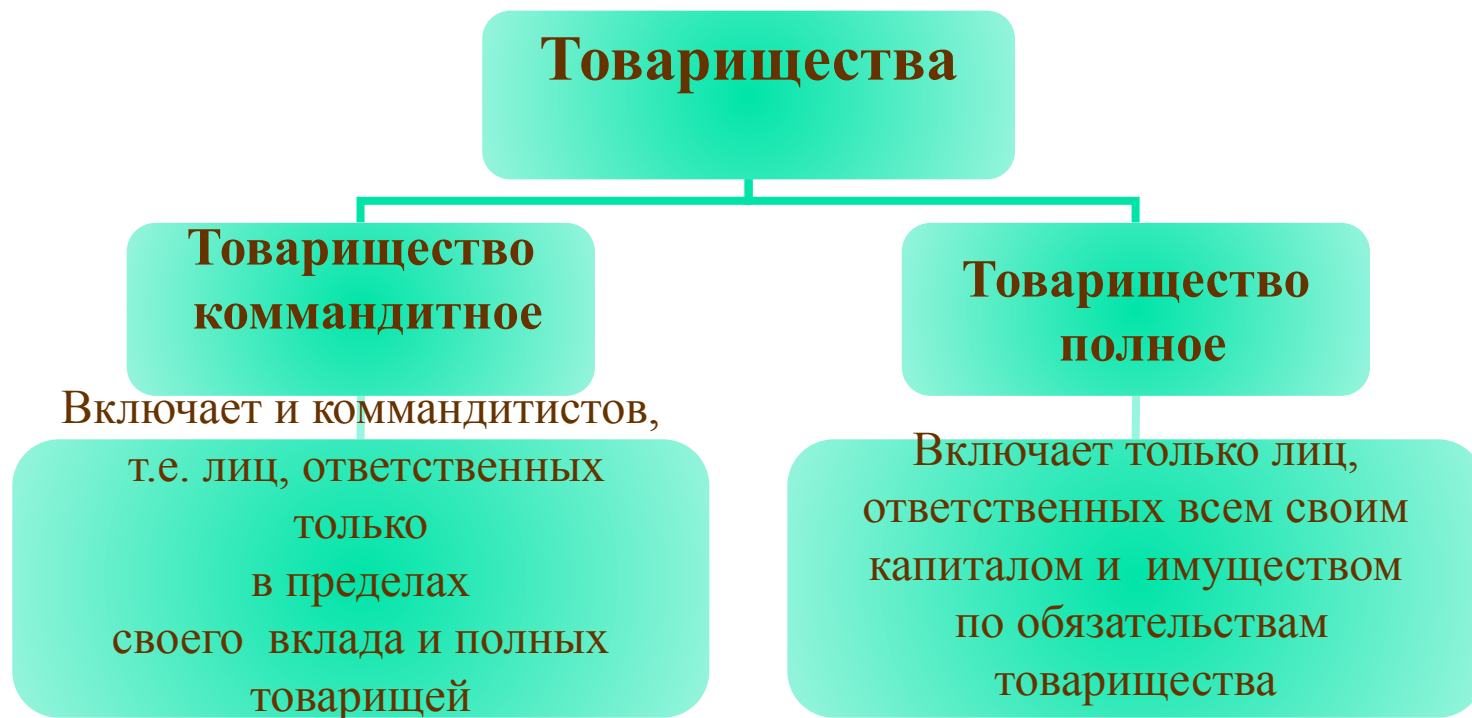 Товарищества
Товарищество
коммандитное
Товарищество
полное
Включает и коммандитистов,
т.е. лиц, ответственных
только
в пределах
своего вклада и полных
товарищей
Включает только лиц,
ответственных всем своим
капиталом и имуществом
по обязательствам
товарищества